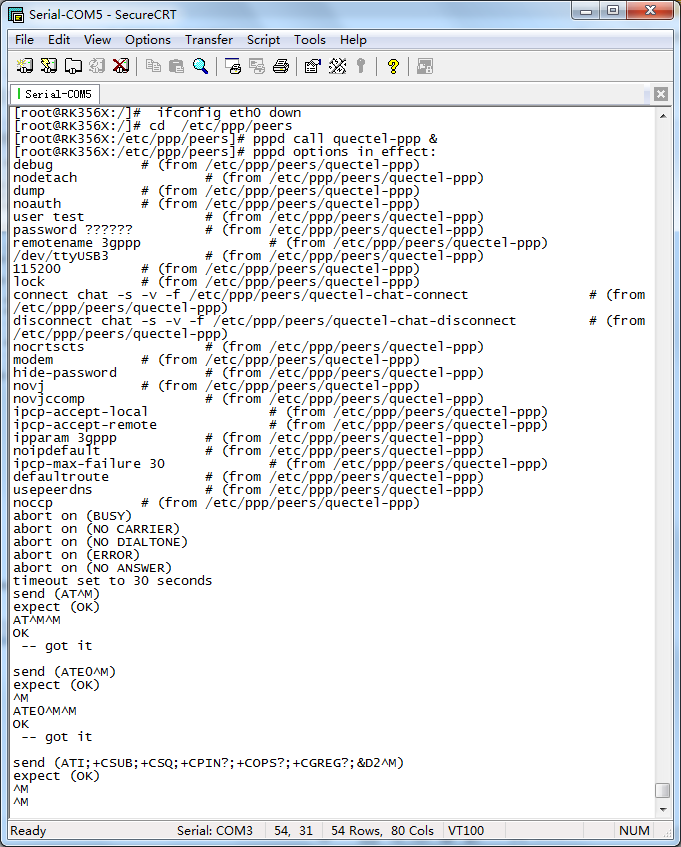 Serial-COM5 - SecureCRT
File Edit View Options Transfer Script Tools Help
Serial-COM5
[root@RK356X:/]#  ifconfig eth0 down
[root@RK356X:/]# cd  /etc/ppp/peers
[root@RK356X:/etc/ppp/peers]# pppd call quectel-ppp &
[root@RK356X:/etc/ppp/peers]# pppd options in effect:
debug           # (from /etc/ppp/peers/quectel-ppp)
nodetach                # (from /etc/ppp/peers/quectel-ppp)
dump            # (from /etc/ppp/peers/quectel-ppp)
noauth          # (from /etc/ppp/peers/quectel-ppp)
user test               # (from /etc/ppp/peers/quectel-ppp)
password ??????         # (from /etc/ppp/peers/quectel-ppp)
remotename 3gppp                # (from /etc/ppp/peers/quectel-ppp)
/dev/ttyUSB3            # (from /etc/ppp/peers/quectel-ppp)
115200          # (from /etc/ppp/peers/quectel-ppp)
lock            # (from /etc/ppp/peers/quectel-ppp)
connect chat -s -v -f /etc/ppp/peers/quectel-chat-connect               # (from
/etc/ppp/peers/quectel-ppp)
disconnect chat -s -v -f /etc/ppp/peers/quectel-chat-disconnect         # (from
/etc/ppp/peers/quectel-ppp)
nocrtscts               # (from /etc/ppp/peers/quectel-ppp)
modem           # (from /etc/ppp/peers/quectel-ppp)
hide-password           # (from /etc/ppp/peers/quectel-ppp)
novj            # (from /etc/ppp/peers/quectel-ppp)
novjccomp               # (from /etc/ppp/peers/quectel-ppp)
ipcp-accept-local               # (from /etc/ppp/peers/quectel-ppp)
ipcp-accept-remote              # (from /etc/ppp/peers/quectel-ppp)
ipparam 3gppp           # (from /etc/ppp/peers/quectel-ppp)
noipdefault             # (from /etc/ppp/peers/quectel-ppp)
ipcp-max-failure 30             # (from /etc/ppp/peers/quectel-ppp)
defaultroute            # (from /etc/ppp/peers/quectel-ppp)
usepeerdns              # (from /etc/ppp/peers/quectel-ppp)
noccp           # (from /etc/ppp/peers/quectel-ppp)
abort on (BUSY)
abort on (NO CARRIER)
abort on (NO DIALTONE)
abort on (ERROR)
abort on (NO ANSWER)
timeout set to 30 seconds
send (AT^M)
expect (OK)
AT^M^M
OK
 -- got it
send (ATE0^M)
expect (OK)
^M
ATE0^M^M
OK
 -- got it
send (ATI;+CSUB;+CSQ;+CPIN?;+COPS?;+CGREG?;&D2^M)
expect (OK)
^M
^M
Ready Serial: COM3 54, 31 54 Rows, 80 Cols VT100 NUM